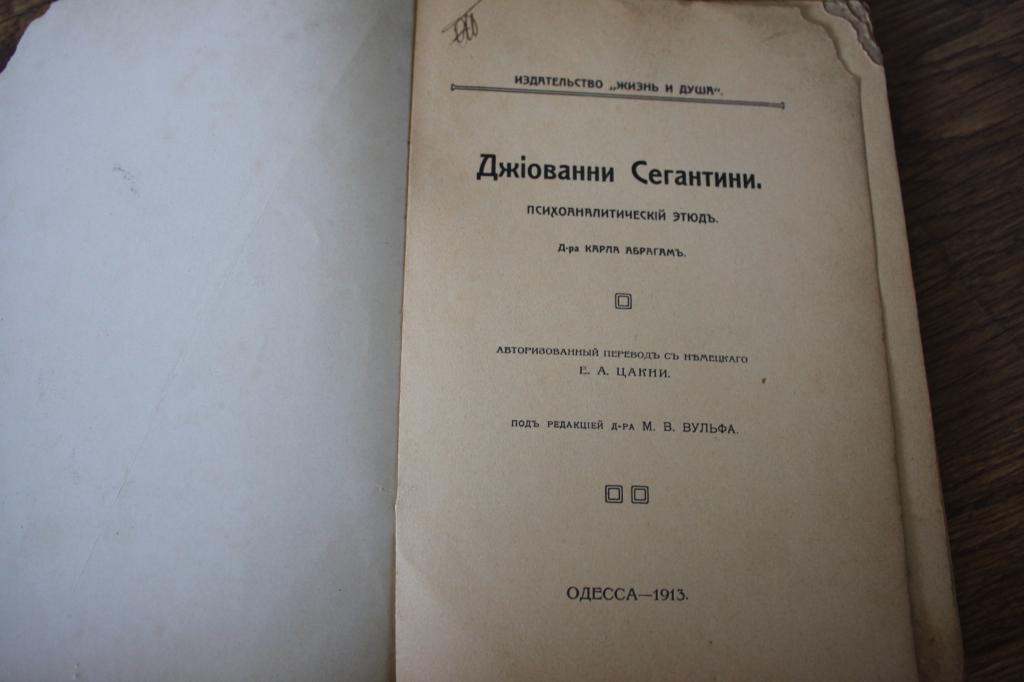 ИЗДАТЕЛЬСТВО „ЖИЗНЬ И ДУША“.
Джіованни Сегантини.
ПСИХОАНАЛИТИЧЕСКІЙ ЭТЮДЪ.
Д-ра КАРЛА АБРАГАМЪ.
АВТОРИЗОВАННЫЙ ПЕРЕВОДЪ СЪ НѢМЕЦКАГО
Е. А. ЦАКНИ.
ПОДЪ РЕДАКЦІЕЙ Д-РА М. В. ВУЛЬФА.
ОДЕССА—1913.